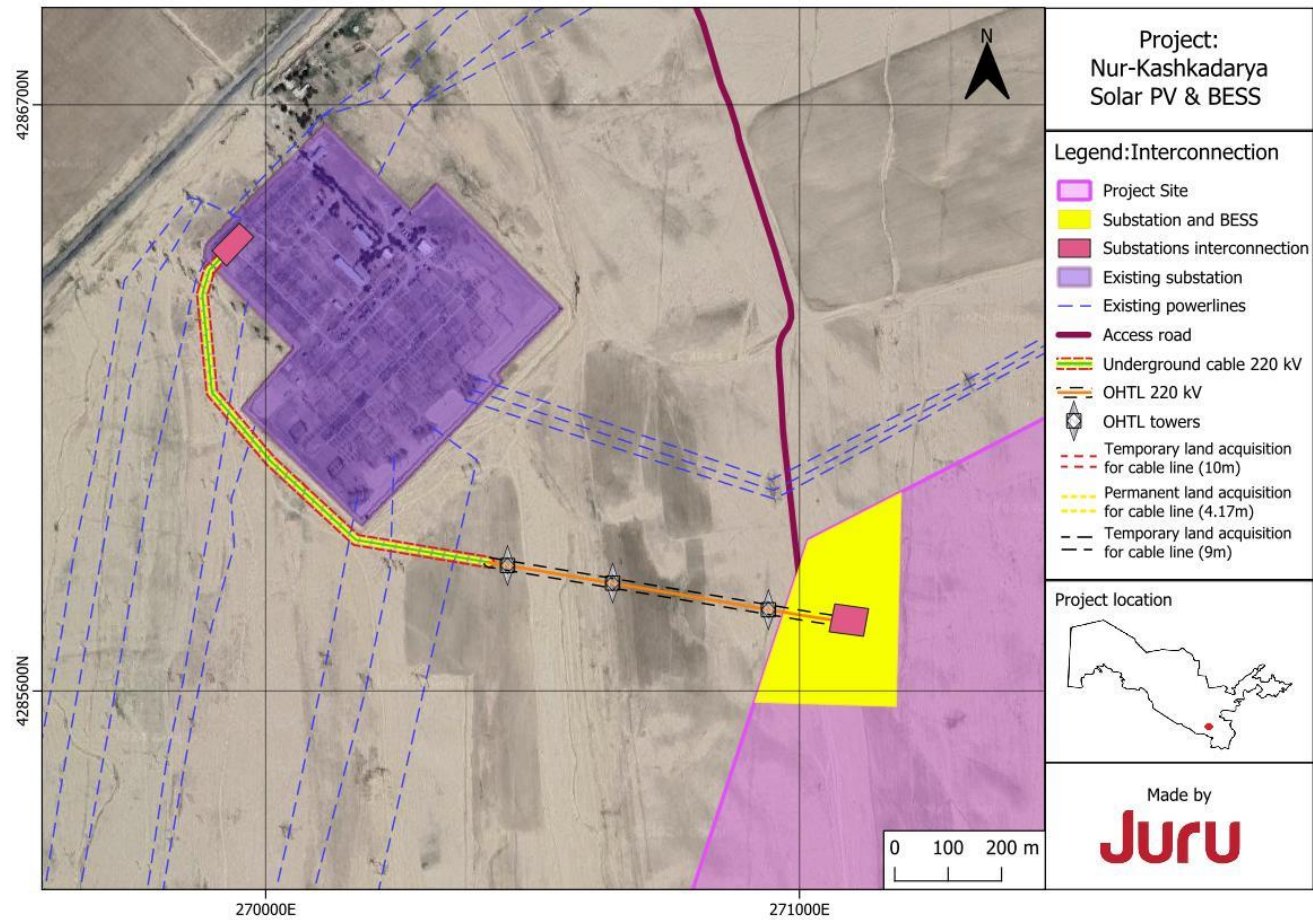 Project:
Nur-Kashkadarya
Solar PV & BESS
Legend:Interconnection
Project Site
Substation and BESS
Substations interconnection
Existing substation
Existing powerlines
Access road
Underground cable 220 kV
OHTL 220 kV
OHTL towers
Temporary land acquisition
for cable line (10m)
Permanent land acquisition
for cable line (4.17m)
Temporary land acquisition
for cable line (9m)
Project location
Made by
Juru
N
4286700N
4285600N
270000E
271000E
0 100 200 m